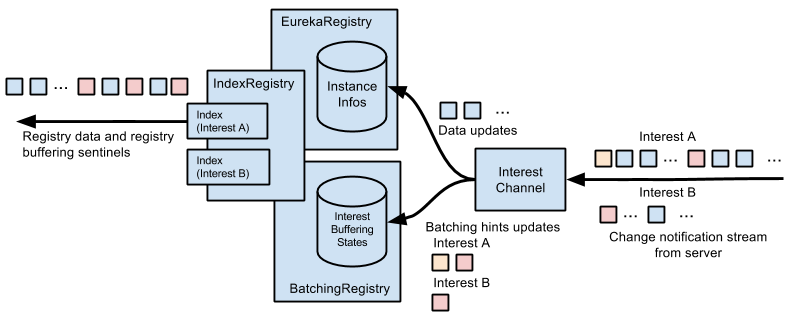 EurekaRegistry
Instance
Infos
IndexRegistry
Index
(Interest A)
Index
(Interest B)
...
Registry data and registry
buffering sentinels
Interest
Buffering
States
BatchingRegistry
...
Data updates
Interest
Channel
Batching hints updates
Interest A
Interest B
Interest A
... ...
Interest B
... ...
Change notification stream
from server